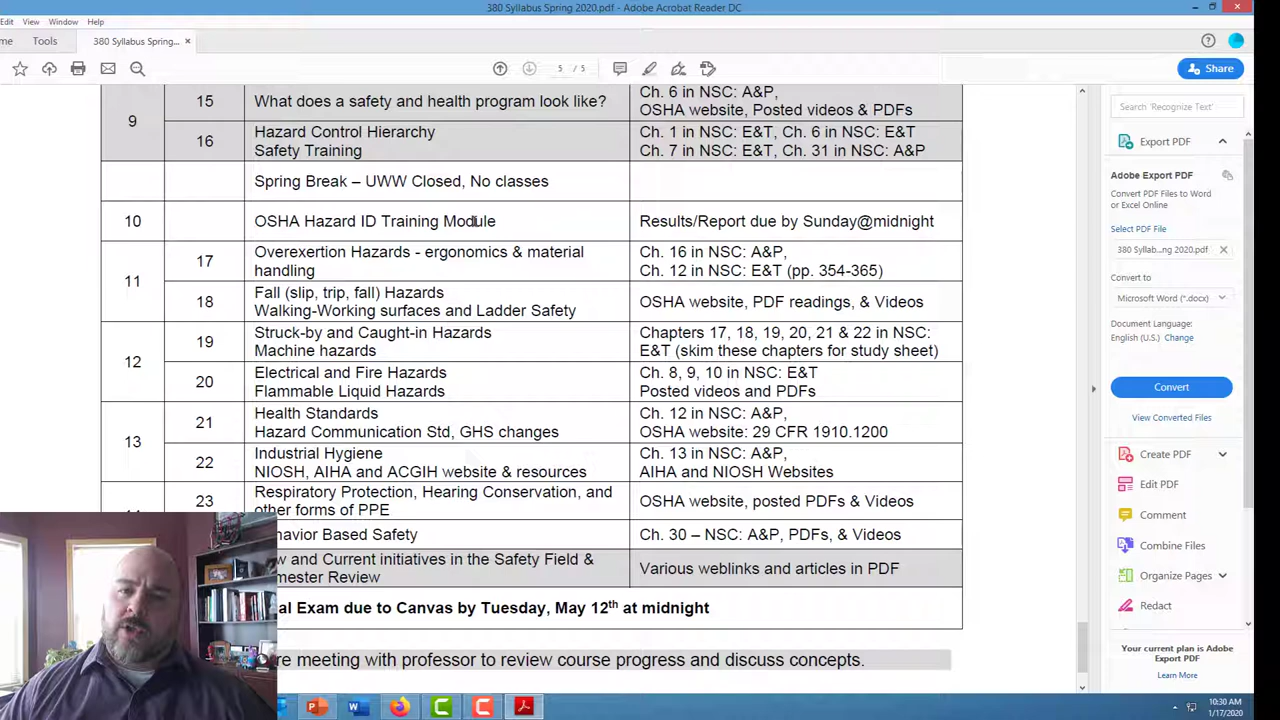 380 Syllabus Spring 2020.pdf - Adobe Acrobat Reader DC
Edit View Window Help
me Tools 380 Syllabus Spring... ×
5 / 5
Share
15 What does a safety and health program look like? Ch. 6 in NSC: A&P,
OSHA website, Posted videos & PDFs
9
16 Hazard Control Hierarchy Ch. 1 in NSC: E&T, Ch. 6 in NSC: E&T
Safety Training Ch. 7 in NSC: E&T, Ch. 31 in NSC: A&P
Spring Break – UWW Closed, No classes
10 OSHA Hazard ID Training Module Results/Report due by Sunday@midnight
11 17 Overexertion Hazards - ergonomics & material Ch. 16 in NSC: A&P,
handling Ch. 12 in NSC: E&T (pp. 354-365)
18 Fall (slip, trip, fall) Hazards OSHA website, PDF readings, & Videos
Walking-Working surfaces and Ladder Safety
12 19 Struck-by and Caught-in Hazards Chapters 17, 18, 19, 20, 21 & 22 in NSC:
Machine hazards E&T (skim these chapters for study sheet)
20 Electrical and Fire Hazards Ch. 8, 9, 10 in NSC: E&T
Flammable Liquid Hazards Posted videos and PDFs
13 21 Health Standards Ch. 12 in NSC: A&P,
Hazard Communication Std, GHS changes OSHA website: 29 CFR 1910.1200
22 Industrial Hygiene Ch. 13 in NSC: A&P,
NIOSH, AIHA and ACGIH website & resources AIHA and NIOSH Websites
23 Respiratory Protection, Hearing Conservation, and OSHA website, posted PDFs & Videos
other forms of PPE
havior Based Safety Ch. 30 – NSC: A&P, PDFs, & Videos
w and Current initiatives in the Safety Field & Various weblinks and articles in PDF
mester Review
al Exam due to Canvas by Tuesday, May 12th at midnight
re meeting with professor to review course progress and discuss concepts.
Search 'Recognize Text'
Export PDF
Adobe Export PDF
Convert PDF Files to Word
or Excel Online
Select PDF File
380 Syllab...ng 2020.pdf ×
Convert to
Microsoft Word (*.docx)
Document Language:
English (U.S.) Change
Convert
View Converted Files
Create PDF
Edit PDF
Comment
Combine Files
Organize Pages
Redact
Your current plan is Adobe
Export PDF
Learn More
10:30 AM
1/17/2020